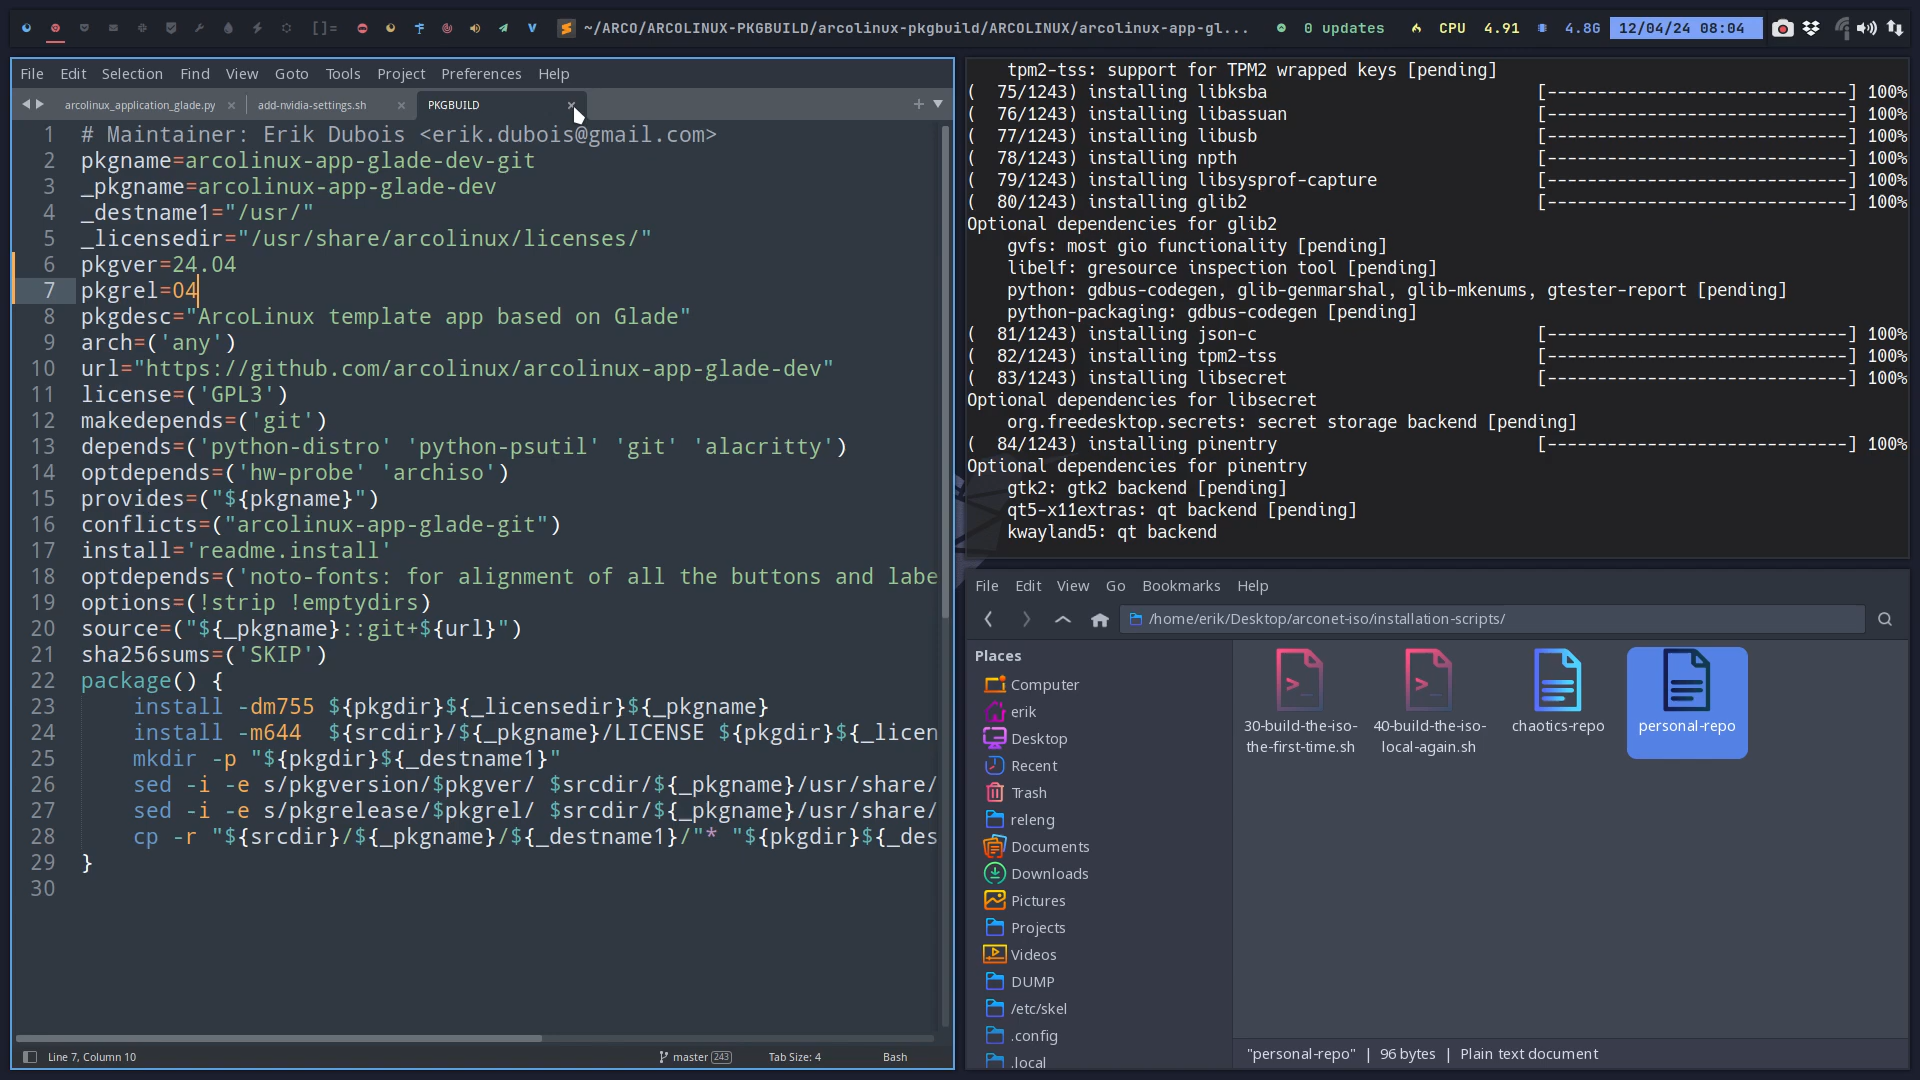 ~/ARCO/ARCOLINUX-PKGBUILD/arcolinux-pkgbuild/ARCOLINUX/arcolinux-app-gl...
0 updates
CPU 4.91
4.8G
12/04/24 08:04
File Edit Selection Find View Goto Tools Project Preferences Help
arcolinux_application_glade.py
add-nvidia-settings.sh
PKGBUILD
1 # Maintainer: Erik Dubois <erik.dubois@gmail.com>
2 pkgname=arcolinux-app-glade-dev-git
3 _pkgname=arcolinux-app-glade-dev
4 _destname1="/usr/"
5 _licensedir="/usr/share/arcolinux/licenses/"
6 pkgver=24.04
7 pkgrel=04
8 pkgdesc="ArcoLinux template app based on Glade"
9 arch=('any')
10 url="https://github.com/arcolinux/arcolinux-app-glade-dev"
11 license=('GPL3')
12 makedepends=('git')
13 depends=('python-distro' 'python-psutil' 'git' 'alacritty')
14 optdepends=('hw-probe' 'archiso')
15 provides=("${pkgname}")
16 conflicts=("arcolinux-app-glade-git")
17 install='readme.install'
18 optdepends=('noto-fonts: for alignment of all the buttons and labe
19 options=(!strip !emptydirs)
20 source=("${_pkgname}::git+${url}")
21 sha256sums=('SKIP')
22 package() {
23 install -dm755 ${pkgdir}${_licensedir}${_pkgname}
24 install -m644  ${srcdir}/${_pkgname}/LICENSE ${pkgdir}${_licen
25 mkdir -p "${pkgdir}${_destname1}"
26 sed -i -e s/pkgversion/$pkgver/ $srcdir/${_pkgname}/usr/share/
27 sed -i -e s/pkgrelease/$pkgrel/ $srcdir/${_pkgname}/usr/share/
28 cp -r "${srcdir}/${_pkgname}/${_destname1}/"* "${pkgdir}${_des
29 }
30
Line 7, Column 10
master 243
Tab Size: 4
Bash
tpm2-tss: support for TPM2 wrapped keys [pending]
( 75/1243) installing libksba [------------------------------] 100%
( 76/1243) installing libassuan [------------------------------] 100%
( 77/1243) installing libusb [------------------------------] 100%
( 78/1243) installing npth [------------------------------] 100%
( 79/1243) installing libsysprof-capture [------------------------------] 100%
( 80/1243) installing glib2 [------------------------------] 100%
Optional dependencies for glib2
gvfs: most gio functionality [pending]
libelf: gresource inspection tool [pending]
python: gdbus-codegen, glib-genmarshal, glib-mkenums, gtester-report [pending]
python-packaging: gdbus-codegen [pending]
( 81/1243) installing json-c [------------------------------] 100%
( 82/1243) installing tpm2-tss [------------------------------] 100%
( 83/1243) installing libsecret [------------------------------] 100%
Optional dependencies for libsecret
org.freedesktop.secrets: secret storage backend [pending]
( 84/1243) installing pinentry [------------------------------] 100%
Optional dependencies for pinentry
gtk2: gtk2 backend [pending]
qt5-x11extras: qt backend [pending]
kwayland5: qt backend
File Edit View Go Bookmarks Help
/home/erik/Desktop/arconet-iso/installation-scripts/
Places
Computer
erik
Desktop
Recent
Trash
releng
Documents
Downloads
Pictures
Projects
Videos
DUMP
/etc/skel
.config
.local
30-build-the-iso-
the-first-time.sh
40-build-the-iso-
local-again.sh
chaotics-repo
personal-repo
"personal-repo" | 96 bytes | Plain text document